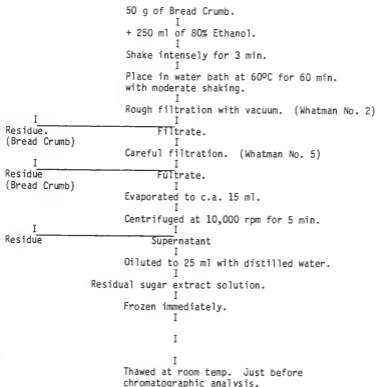 50 g of Bread Crumb.
I
+ 250 ml of 80% Ethanol.
I
Shake intensely for 3 min.
I
Place in water bath at 60ºC for 60 min.
with moderate shaking.
I
Rough filtration with vacuum. (Whatman No. 2)
I I
Residue. Filtrate.
(Bread Crumb) I
Careful filtration. (Whatman No. 5)
I I
Residue Fultrate.
(Bread Crumb) I
Evaporated to c.a. 15 ml.
I
Centrifuged at 10,000 rpm for 5 min.
I I
Residue Supernatant
I
Oiluted to 25 ml with distilled water.
I
Residual sugar extract solution.
I
Frozen immediately.
I
I
I
Thawed at room temp. Just before
chromatographic analysis.